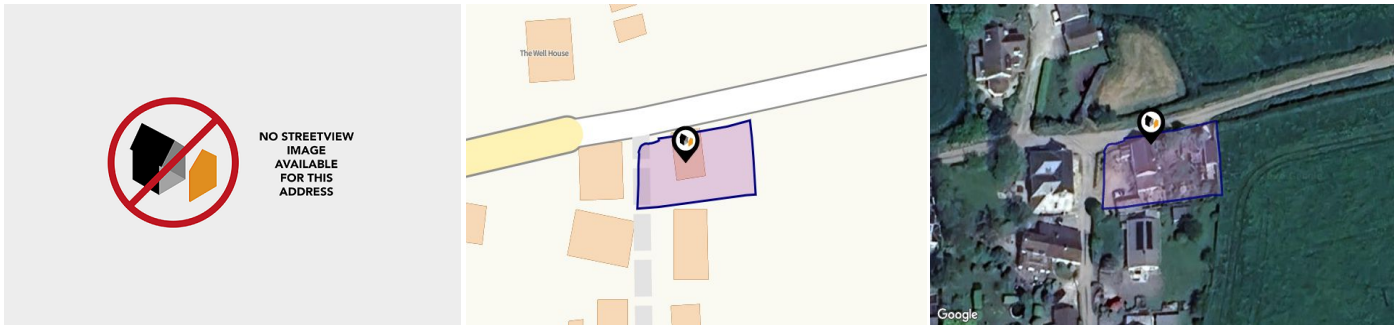 NO STREETVIEW
IMAGE
AVAILABLE
FOR THIS
ADDRESS
The Well House
Google